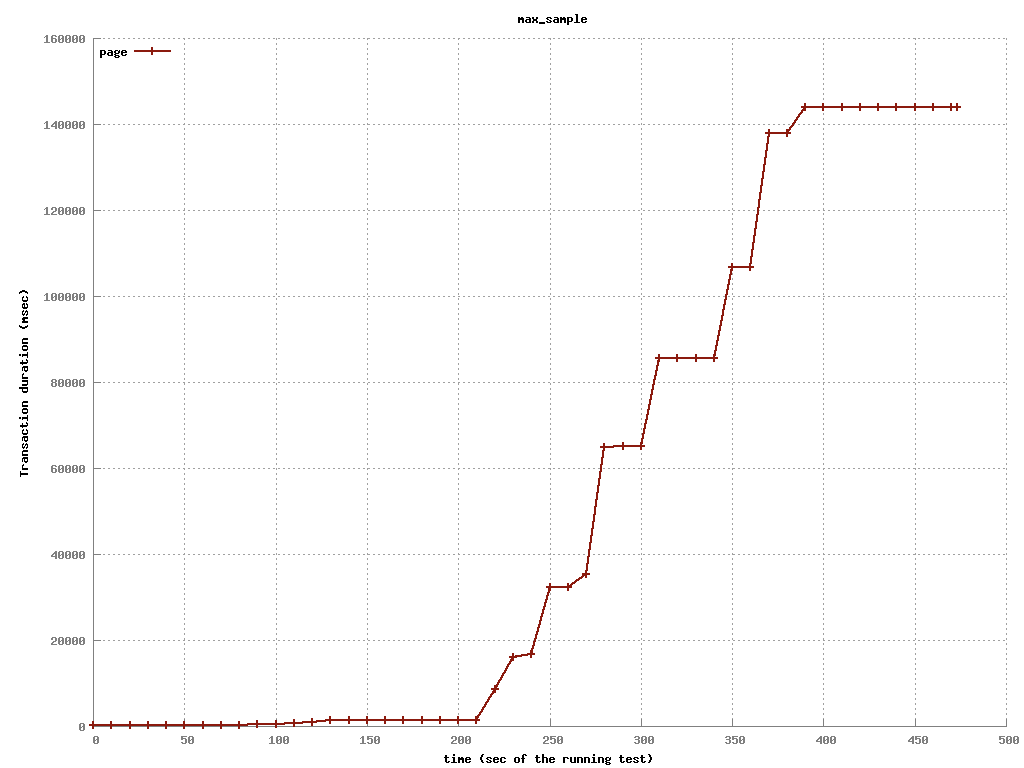 max_sample
page
160000
140000
120000
100000
80000
60000
40000
20000
0
Transaction duration (msec)
0 50 100 150 200 250 300 350 400 450 500
time (sec of the running test)